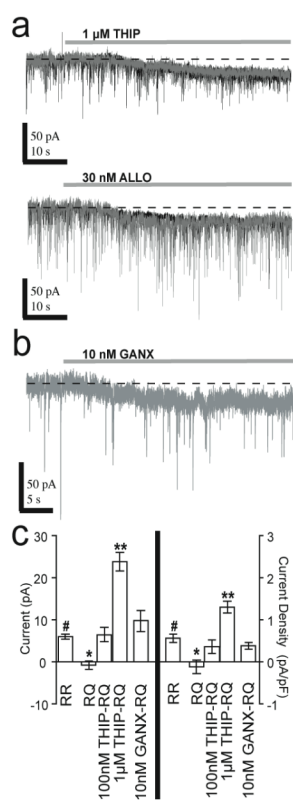 a
1 µM THIP
50 pA
10 s
30 nM ALLO
50 pA
10 s
b
10 nM GANX
50 pA
5 s
c
Current (pA)
30
20
10
0
-10
#
*
**
RR
RQ
100nM THIP-RQ
1µM THIP-RQ
10nM GANX-RQ
#
*
**
RR
RQ
100nM THIP-RQ
1µM THIP-RQ
10nM GANX-RQ
3
2
1
0
-1
Current Density (pA/pF)